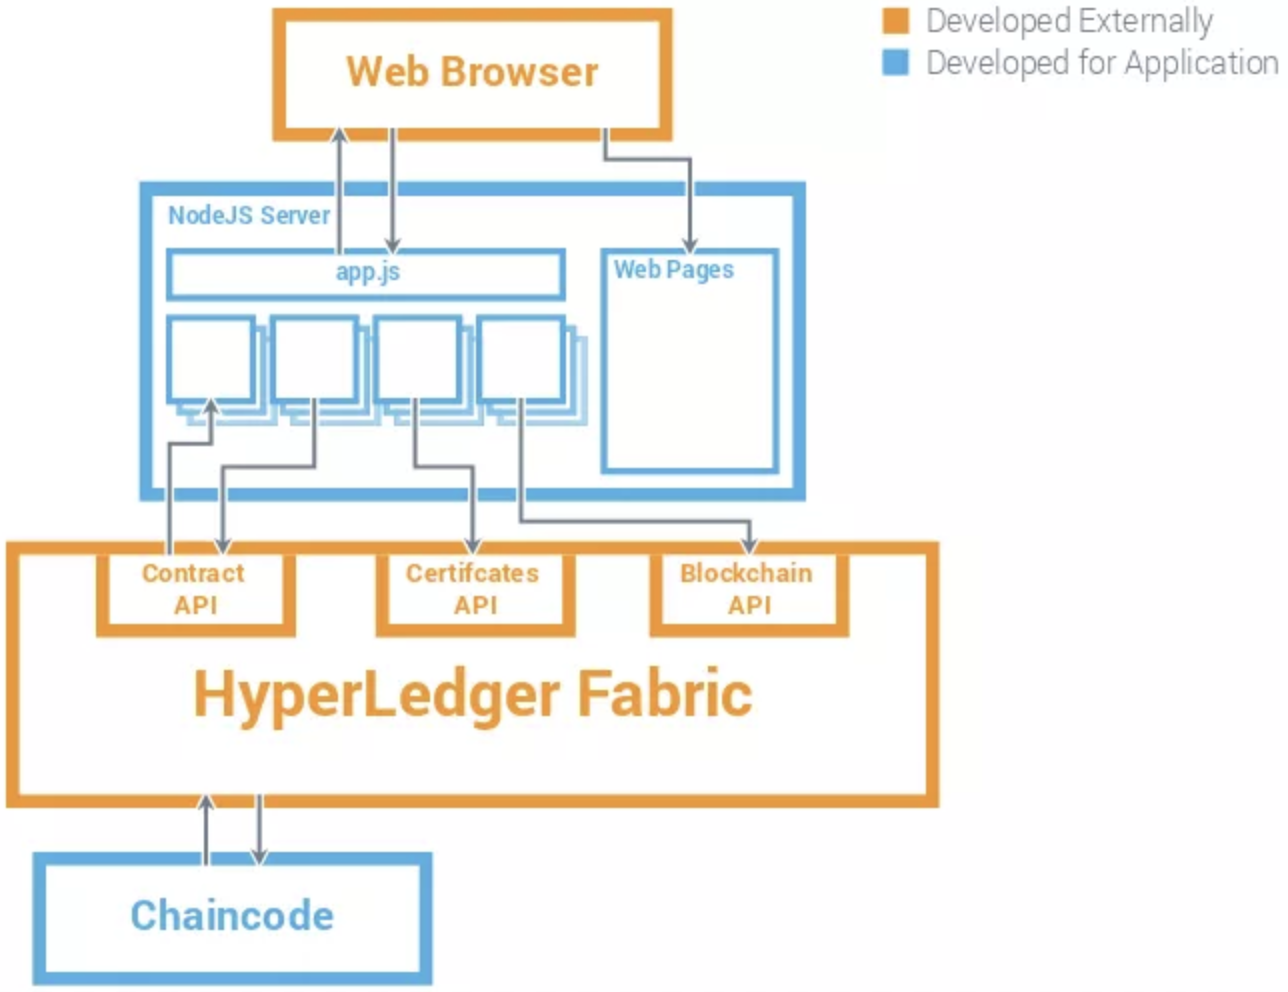 Developed Externally
Developed for Application
Web Browser
NodeJS Server
app.js
Web Pages
Contract
API
Certifcates
API
Blockchain
API
HyperLedger Fabric
Chaincode